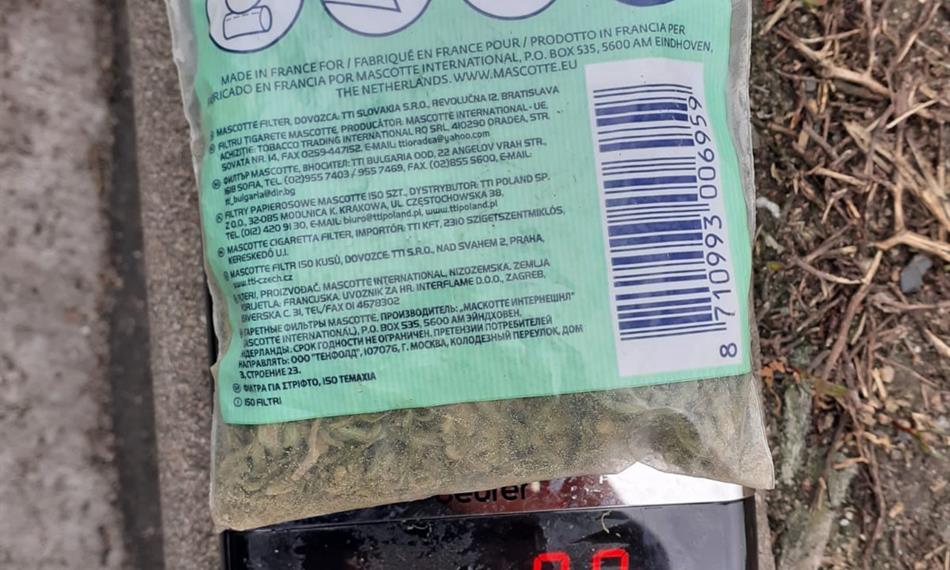 MADE IN FRANCE FOR / FABRIQUÉ EN FRANCE POUR / PRODOTTO IN FRANCIA PER
FRANCIA POR MASCOTTE INTERNATIONAL, P.O. BOX 535, 5600 AM EINDHOVEN,
THE NETHERLANDS. WWW.MASCOTTE.EU
MASCOTTE FILTER, DOVOZCA, TTI SLOVAKIA S.R.O., REVOLUČNA 12, BRATISLAVA
FILTRU TIGARETE MASCOTTE, PRODUCĂTOR: MASCOTTE INTERNATIONAL - UE,
ACHIZITIE: TOBACCO TRADING INTERNATIONAL RO SRL. 410290 ORADEA, STR.
SOVATA NR. 14, FAX 0259-447152. E-MAIL: ttioradea@yahoo.com
ФИЛТЪР МАСКОТЕ, ВНОСИТЕЛ: TTI BULGARIA OOD, 22 ANGELOV VRAH STR.,
1618 SOFIA, TEL. (02)955 7403 / 955 7469, FAX. (02)855 5600, E-MAIL:
tti_bulgaria@dir.bg
FILTRY PAPIEROSOWE MASCOTTE 150 SZT., DYSTRYBUTOR: TTI POLAND SP.
Z O.O., 32-085 MODLNICA K. KRAKOWA, UL. CZĘSTOCHOWSKA 38,
TEL (012) 420 91 30, E-MAIL: biuro@ttipoland.pl, www.ttipoland.pl
MASCOTTE CIGARETTA FILTER, IMPORTÖR: TTI KFT, 2310 SZIGETSZENTMIKLÓS,
KERESKEDŐ U.1.
MASCOTTE FILTR 150 KUSŮ, DOVOZCE TTI S.R.O., NAD SVAHEM 2, PRAHA,
www.tti-czech.cz
FILTERI, PROIZVOĐAČ: MASCOTTE INTERNATIONAL, NIZOZEMSKA. ZEMLJA
PORIJETLA: FRANCUSKA. UVOZNIK ZA HR: INTERFLAME D.O.O., ZAGREB,
C. 31, TEL/FAX 01 4678302
СИГАРЕТНЫЕ ФИЛЬТРЫ MASCOTTE, ПРОИЗВОДИТЕЛЬ: „МАСКОТТЕ ИНТЕРНЕШНЛ"
(MASCOTTE INTERNATIONAL), P.O. BOX 535, 5600 AM ЭЙНДХОВЕН,
НИДЕРЛАНДЫ. СРОК ГОДНОСТИ НЕ ОГРАНИЧЕН. ПРЕТЕНЗИИ ПОТРЕБИТЕЛЕЙ
НАПРАВЛЯТЬ: ООО "ТЕНФОЛД", 107076, Г. МОСКВА, КОЛОДЕЗНЫЙ ПЕРЕУЛОК, ДОМ
3, СТРОЕНИЕ 23.
ΦΙΛΤΡΑ ΓΙΑ ΣΤΡΙΦΤΟ, 150 ΤΕΜΑΧΙΑ
150 FILTRI
8 710993 006959
beurer